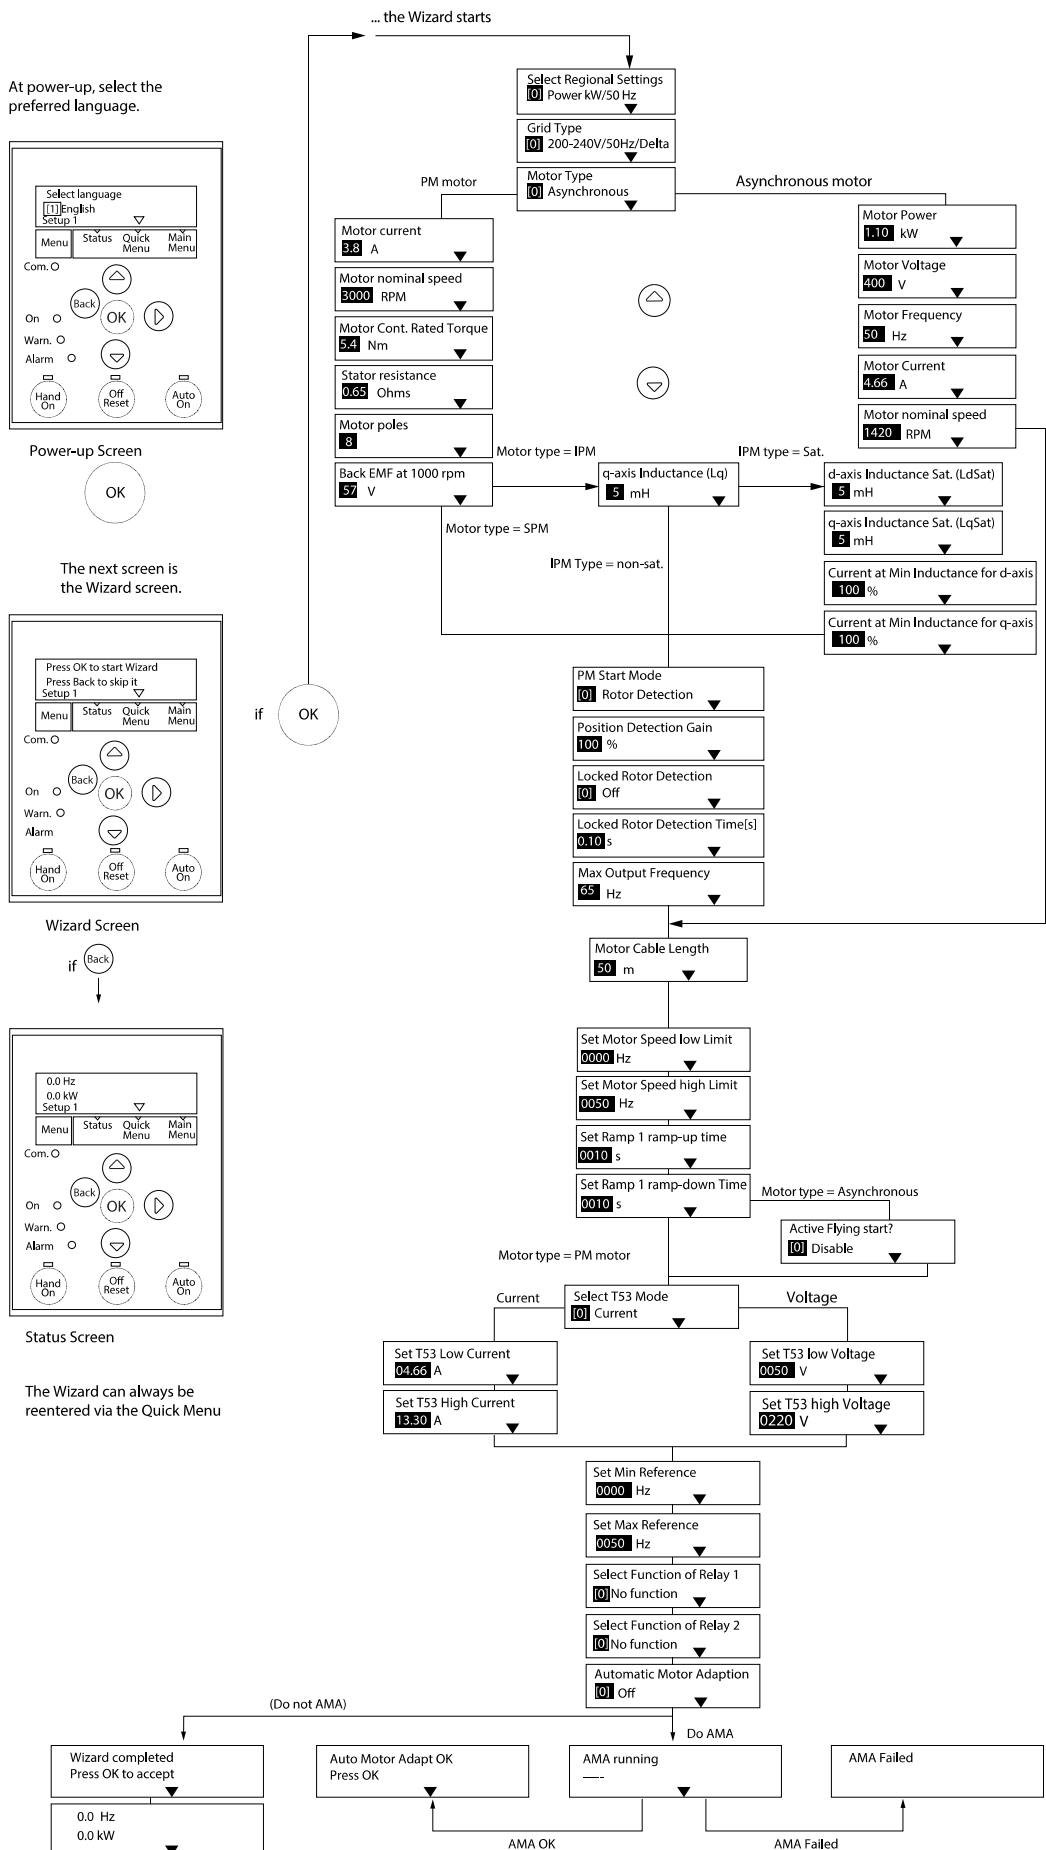 ... the Wizard starts
At power-up, select the
preferred language.
Select language
[1] English
Setup 1
Menu
Status
Quick
Menu
Main
Menu
Com.
Back
OK
On
Warn.
Alarm
Hand
On
Off
Reset
Auto
On
Power-up Screen
OK
The next screen is
the Wizard screen.
Press OK to start Wizard
Press Back to skip it
Setup 1
Menu
Status
Quick
Menu
Main
Menu
Com.
Back
OK
On
Warn.
Alarm
Hand
On
Off
Reset
Auto
On
Wizard Screen
if Back
if OK
0.0 Hz
0.0 kW
Setup 1
Menu
Status
Quick
Menu
Main
Menu
Com.
Back
OK
On
Warn.
Alarm
Hand
On
Off
Reset
Auto
On
Status Screen
The Wizard can always be
reentered via the Quick Menu
Select Regional Settings
[0] Power kW/50 Hz
Grid Type
[0] 200-240V/50Hz/Delta
Motor Type
[0] Asynchronous
PM motor
Asynchronous motor
Motor current
3.8 A
Motor nominal speed
3000 RPM
Motor Cont. Rated Torque
5.4 Nm
Stator resistance
0.65 Ohms
Motor poles
8
Back EMF at 1000 rpm
57 V
Motor Power
1.10 kW
Motor Voltage
400 V
Motor Frequency
50 Hz
Motor Current
4.66 A
Motor nominal speed
1420 RPM
Motor type = IPM
q-axis Inductance (Lq)
5 mH
IPM type = Sat.
d-axis Inductance Sat. (LdSat)
5 mH
q-axis Inductance Sat. (LqSat)
5 mH
Current at Min Inductance for d-axis
100 %
Current at Min Inductance for q-axis
100 %
Motor type = SPM
IPM Type = non-sat.
PM Start Mode
[0] Rotor Detection
Position Detection Gain
100 %
Locked Rotor Detection
[0] Off
Locked Rotor Detection Time[s]
0.10 s
Max Output Frequency
65 Hz
Motor Cable Length
50 m
Set Motor Speed low Limit
0000 Hz
Set Motor Speed high Limit
0050 Hz
Set Ramp 1 ramp-up time
0010 s
Set Ramp 1 ramp-down Time
0010 s
Motor type = Asynchronous
Active Flying start?
[0] Disable
Motor type = PM motor
Select T53 Mode
[0] Current
Current
Voltage
Set T53 Low Current
04.66 A
Set T53 High Current
13.30 A
Set T53 low Voltage
0050 V
Set T53 high Voltage
0220 V
Set Min Reference
0000 Hz
Set Max Reference
0050 Hz
Select Function of Relay 1
[0] No function
Select Function of Relay 2
[0] No function
Automatic Motor Adaption
[0] Off
(Do not AMA)
Do AMA
Wizard completed
Press OK to accept
0.0 Hz
0.0 kW
Auto Motor Adapt OK
Press OK
AMA running
-----
AMA Failed
AMA OK
AMA Failed